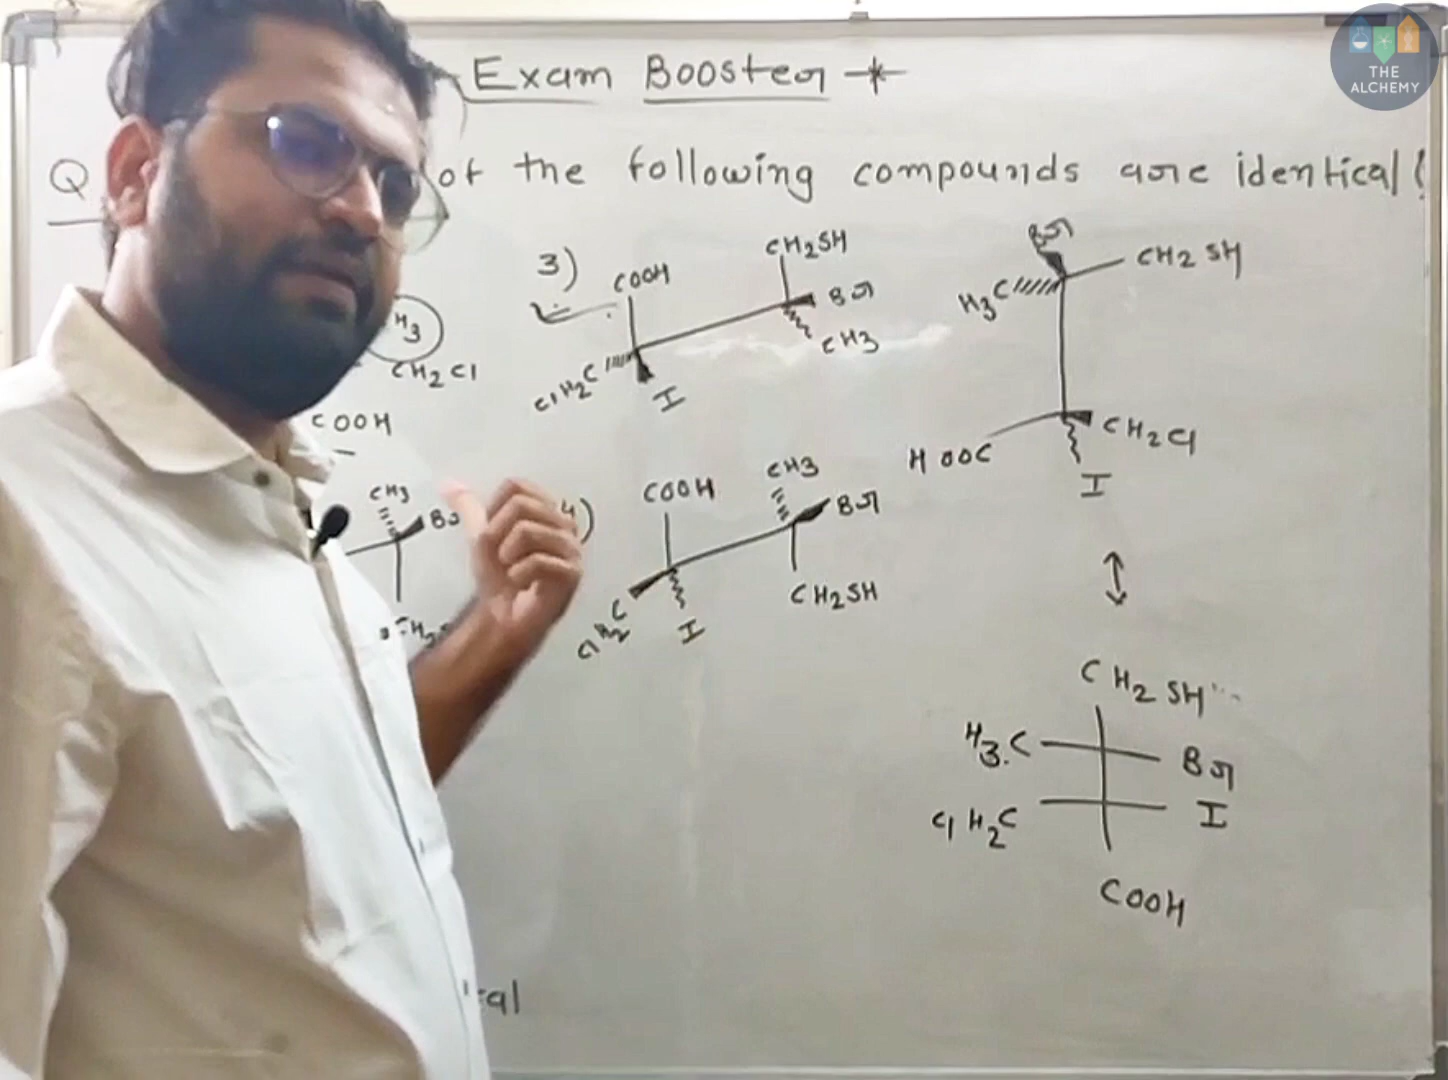 Exam Booster
THE
ALCHEMY
Q
of the following compounds are identical?
H3
CH2Cl
COOH
CH3
3)
COOH
CH2SH
Br
CH3
ClH2C
I
Br
CH2SH
H3C
HOOC
CH2Cl
I
4)
COOH
CH3
Br
ClH2C
I
CH2SH
CH2SH
H3C
Br
ClH2C
I
COOH